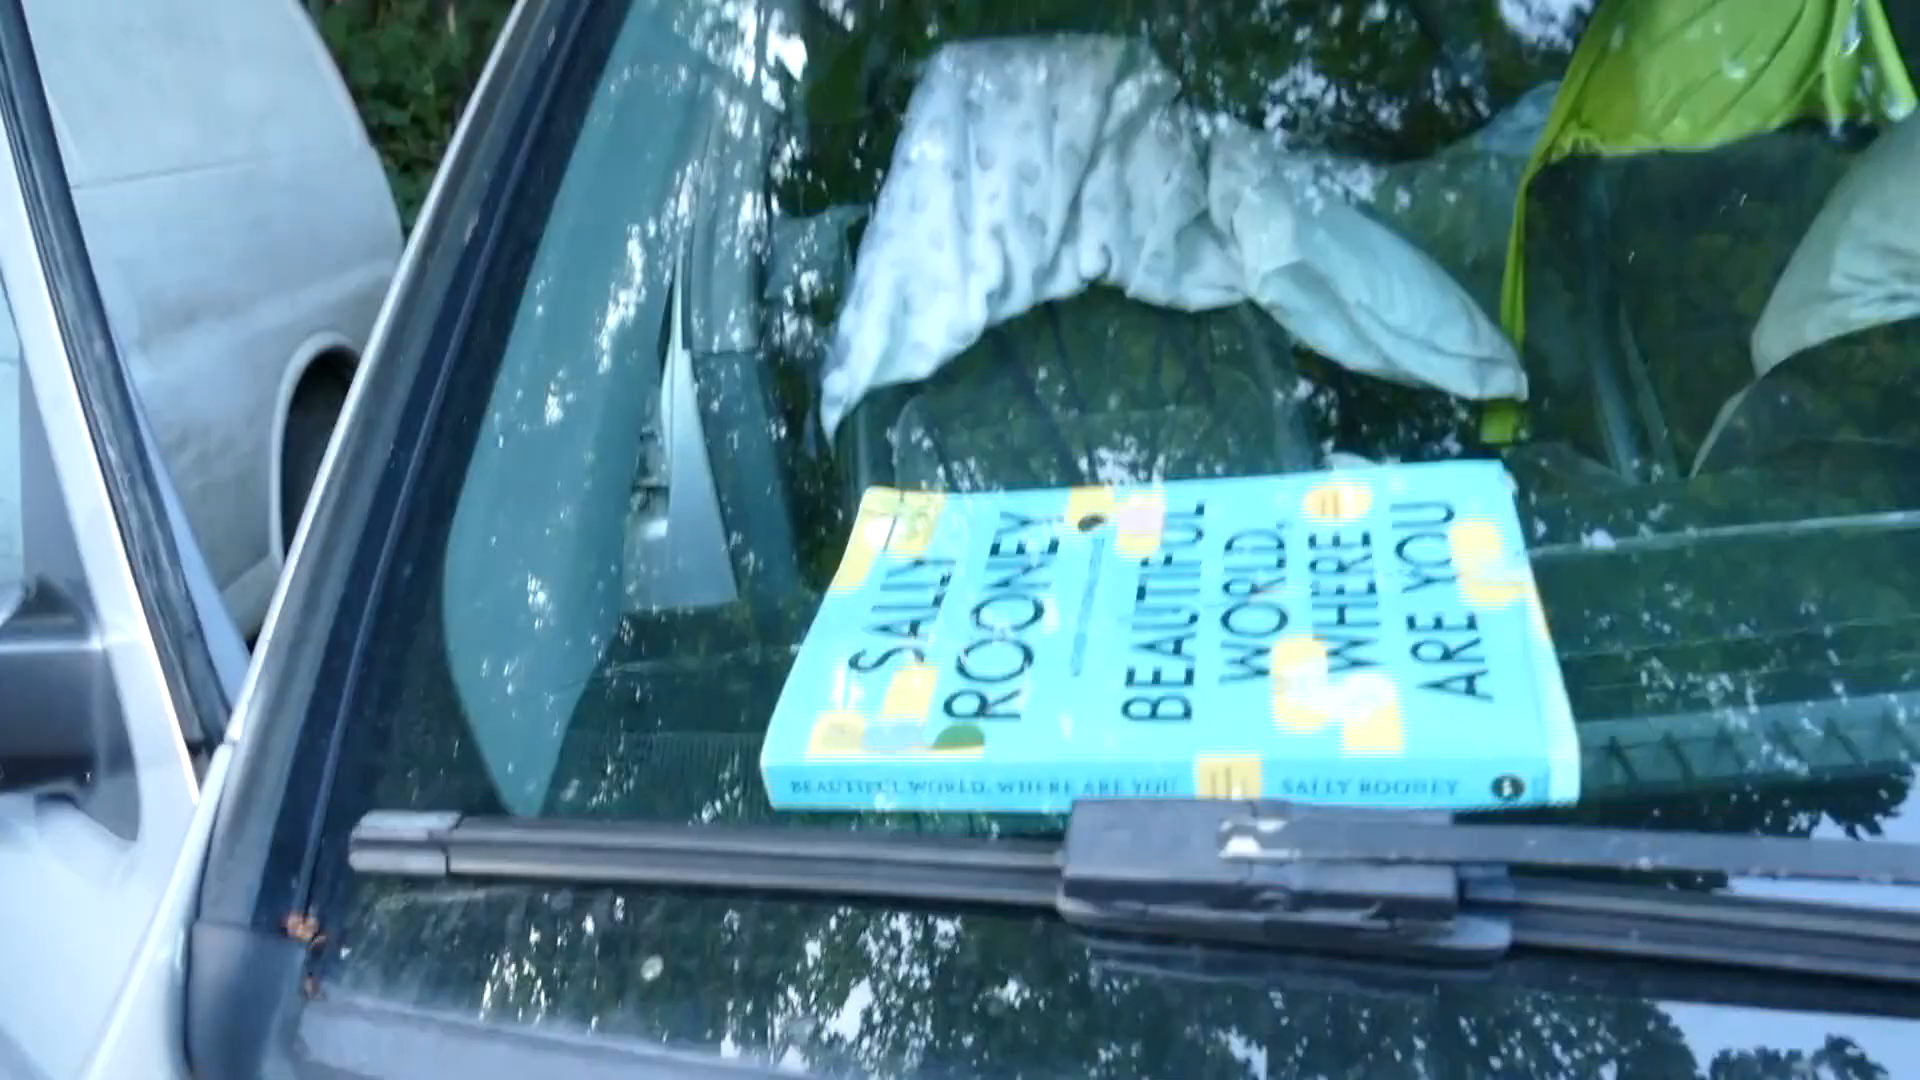 SALLY
ROONEY
BEAUTIFUL
WORLD,
WHERE
ARE YOU
BEAUTIFUL WORLD, WHERE ARE YOU SALLY ROONEY